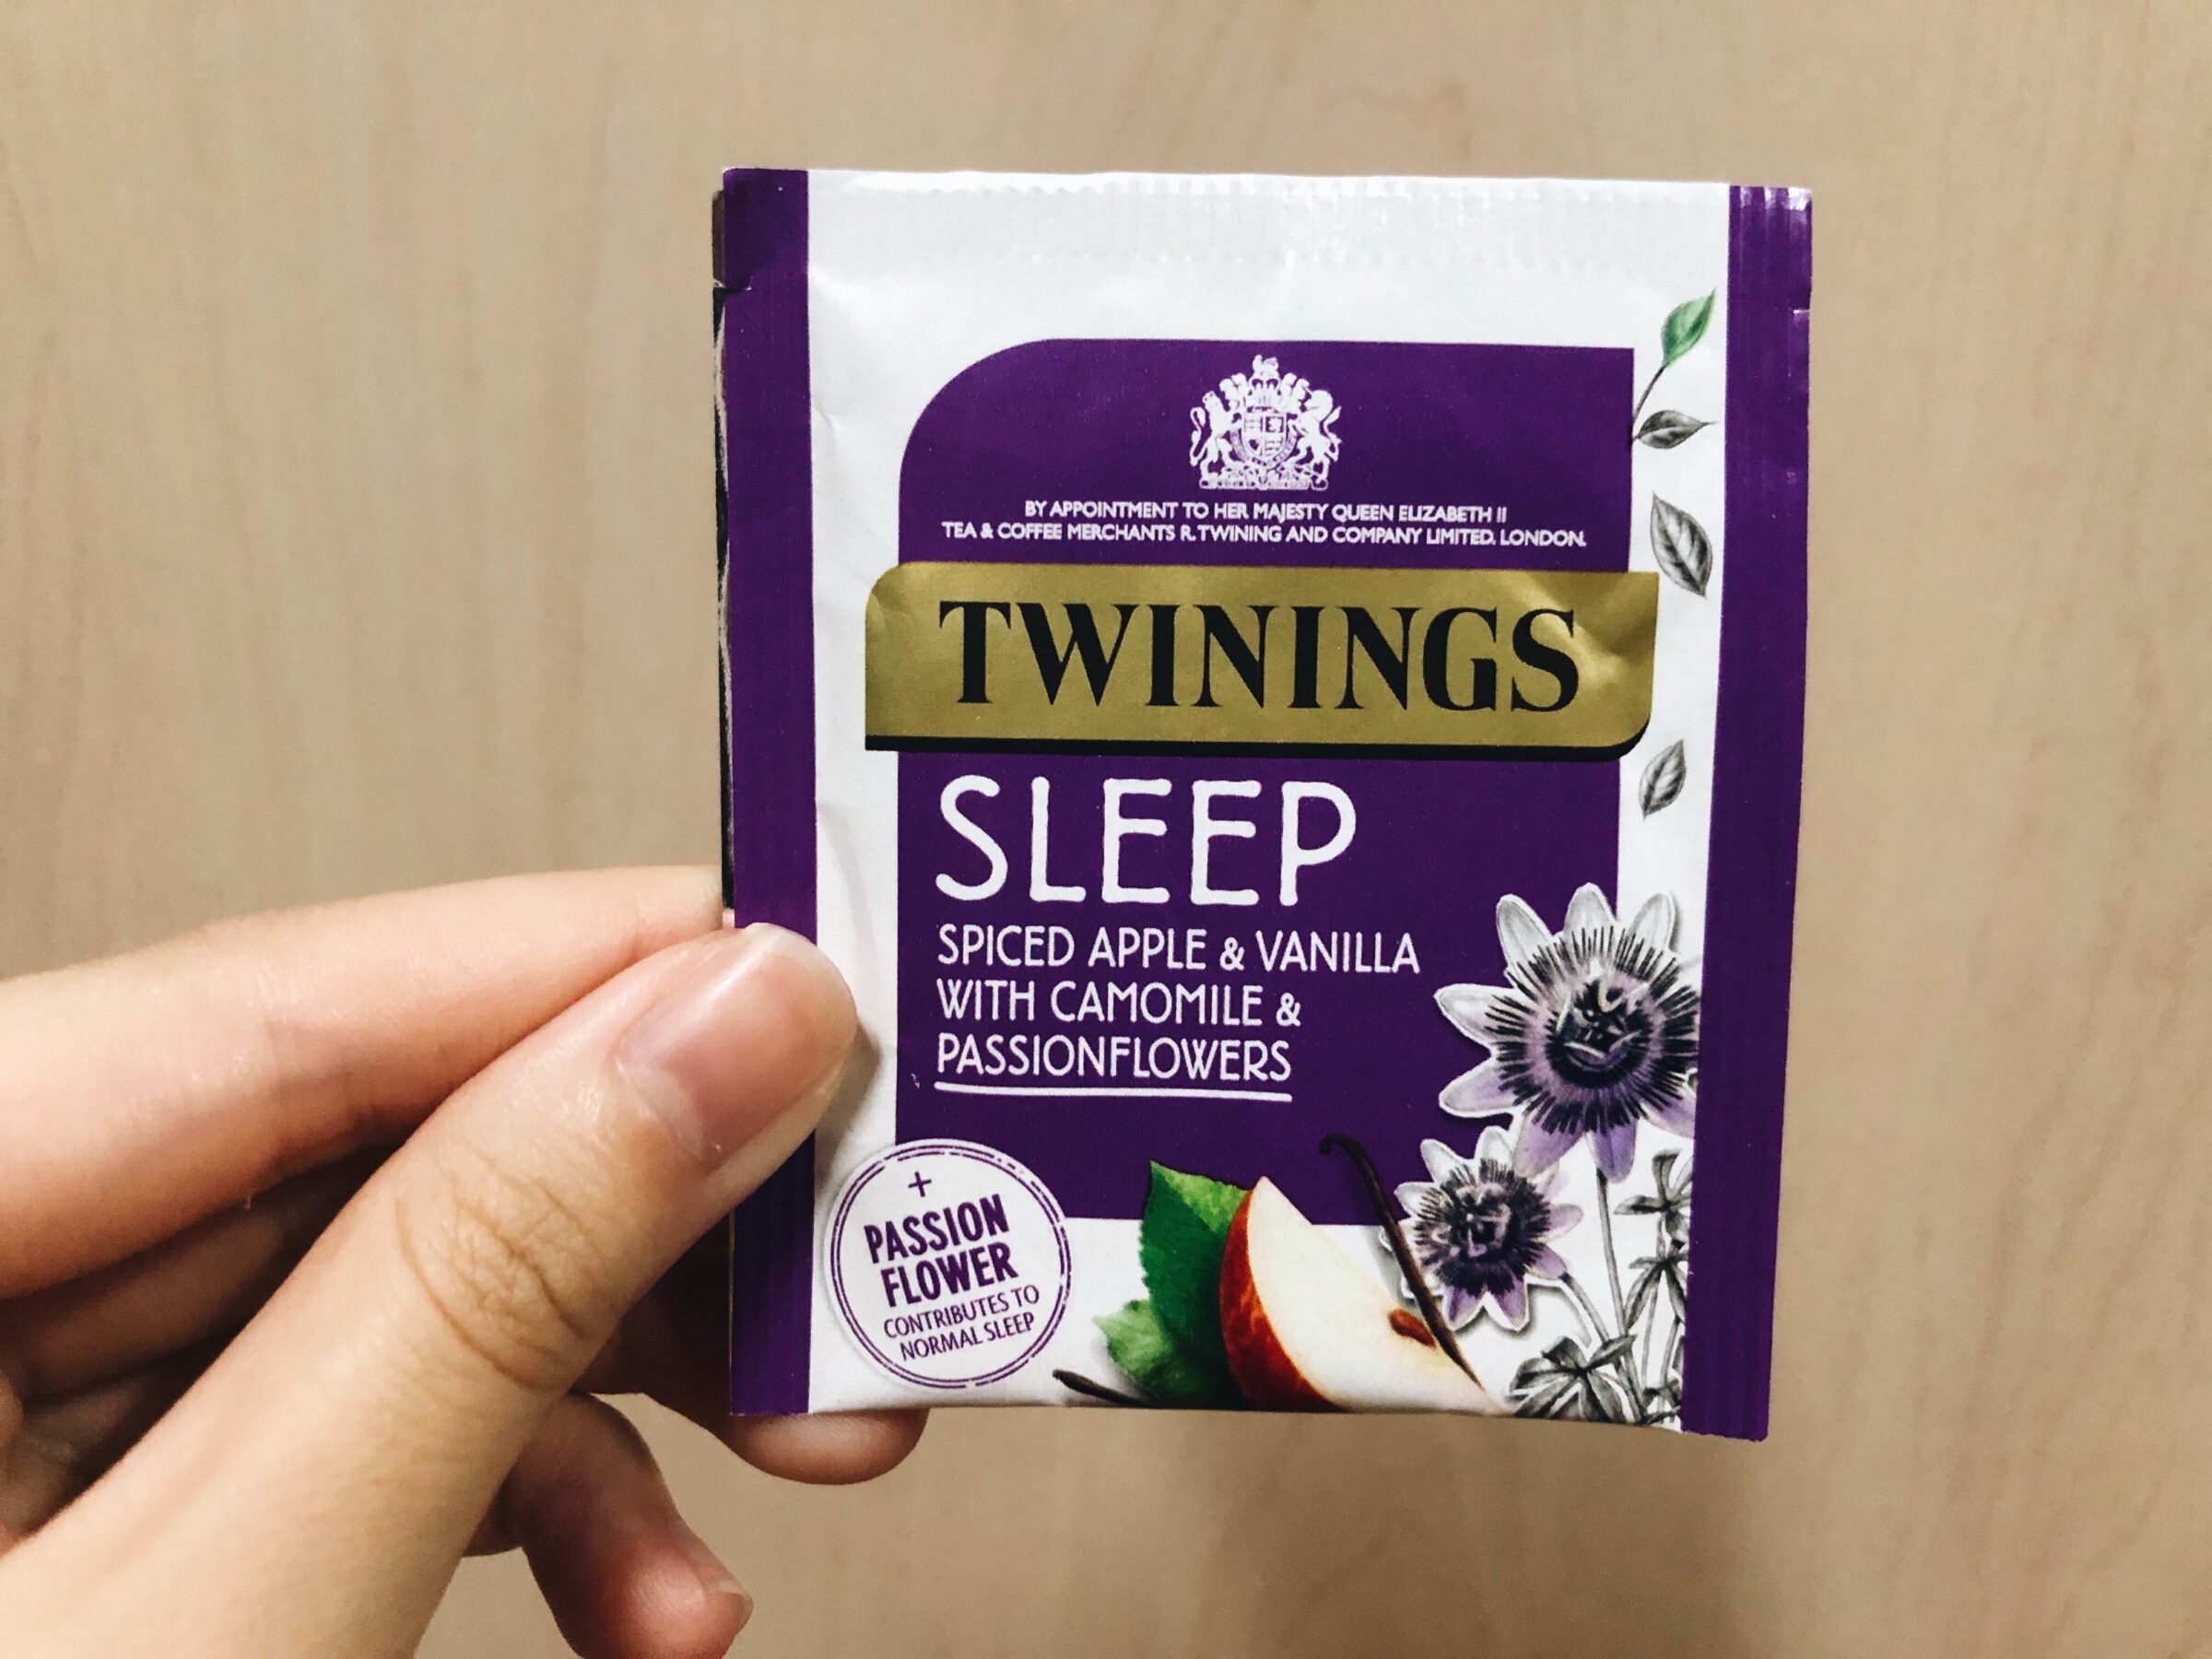 BY APPOINTMENT TO HER MAJESTY QUEEN ELIZABETH II
TEA & COFFEE MERCHANTS R. TWINING AND COMPANY LIMITED. LONDON.
TWININGS
SLEEP
SPICED APPLE & VANILLA
WITH CAMOMILE &
PASSIONFLOWERS
+
PASSION
FLOWER
CONTRIBUTES TO
NORMAL SLEEP